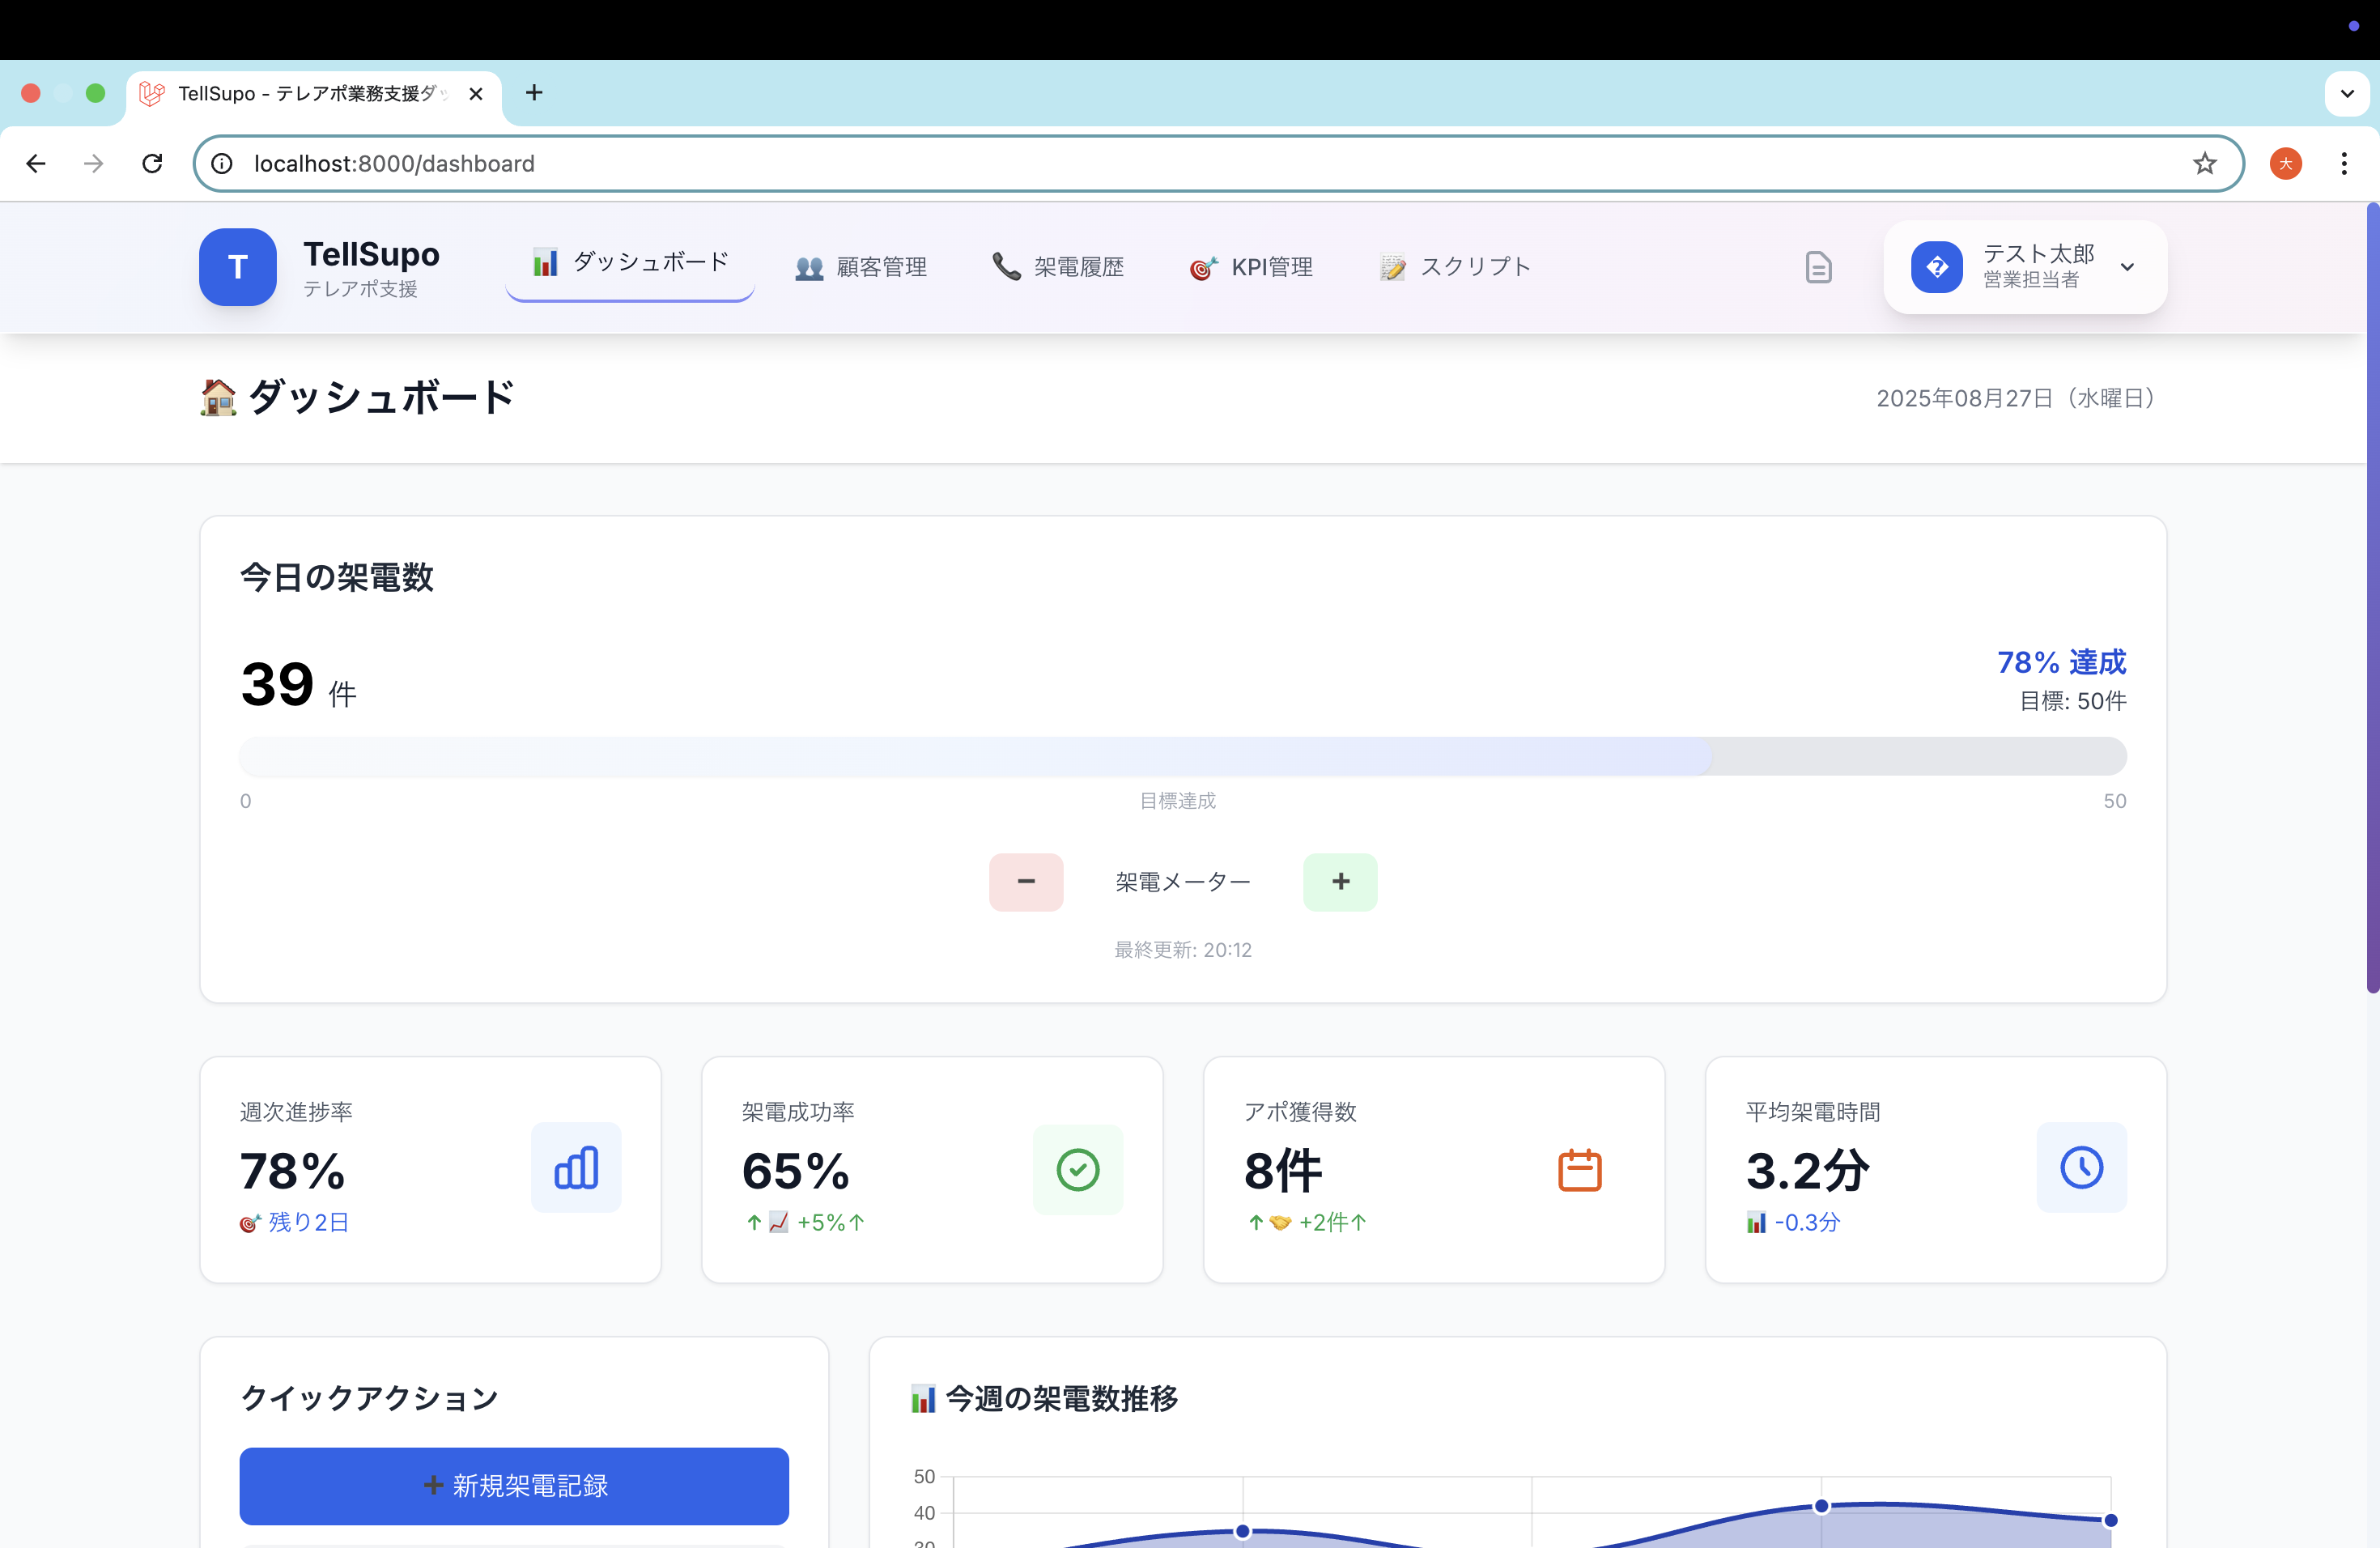 TellSupo - テレアポ業務支援ダッ
localhost:8000/dashboard
大
T
TellSupo
テレアポ支援
📊 ダッシュボード
👥 顧客管理
📞 架電履歴
🎯 KPI管理
📝 スクリプト
�
テスト太郎
営業担当者
🏠 ダッシュボード
2025年08月27日（水曜日）
今日の架電数
39 件
78% 達成
目標: 50件
0
目標達成
50
− 架電メーター +
最終更新: 20:12
週次進捗率
78%
🎯 残り2日
架電成功率
65%
↑ 📈 +5%↑
アポ獲得数
8件
↑ 🤝 +2件↑
平均架電時間
3.2分
📊 -0.3分
クイックアクション
➕ 新規架電記録
📊 今週の架電数推移
50
40
30